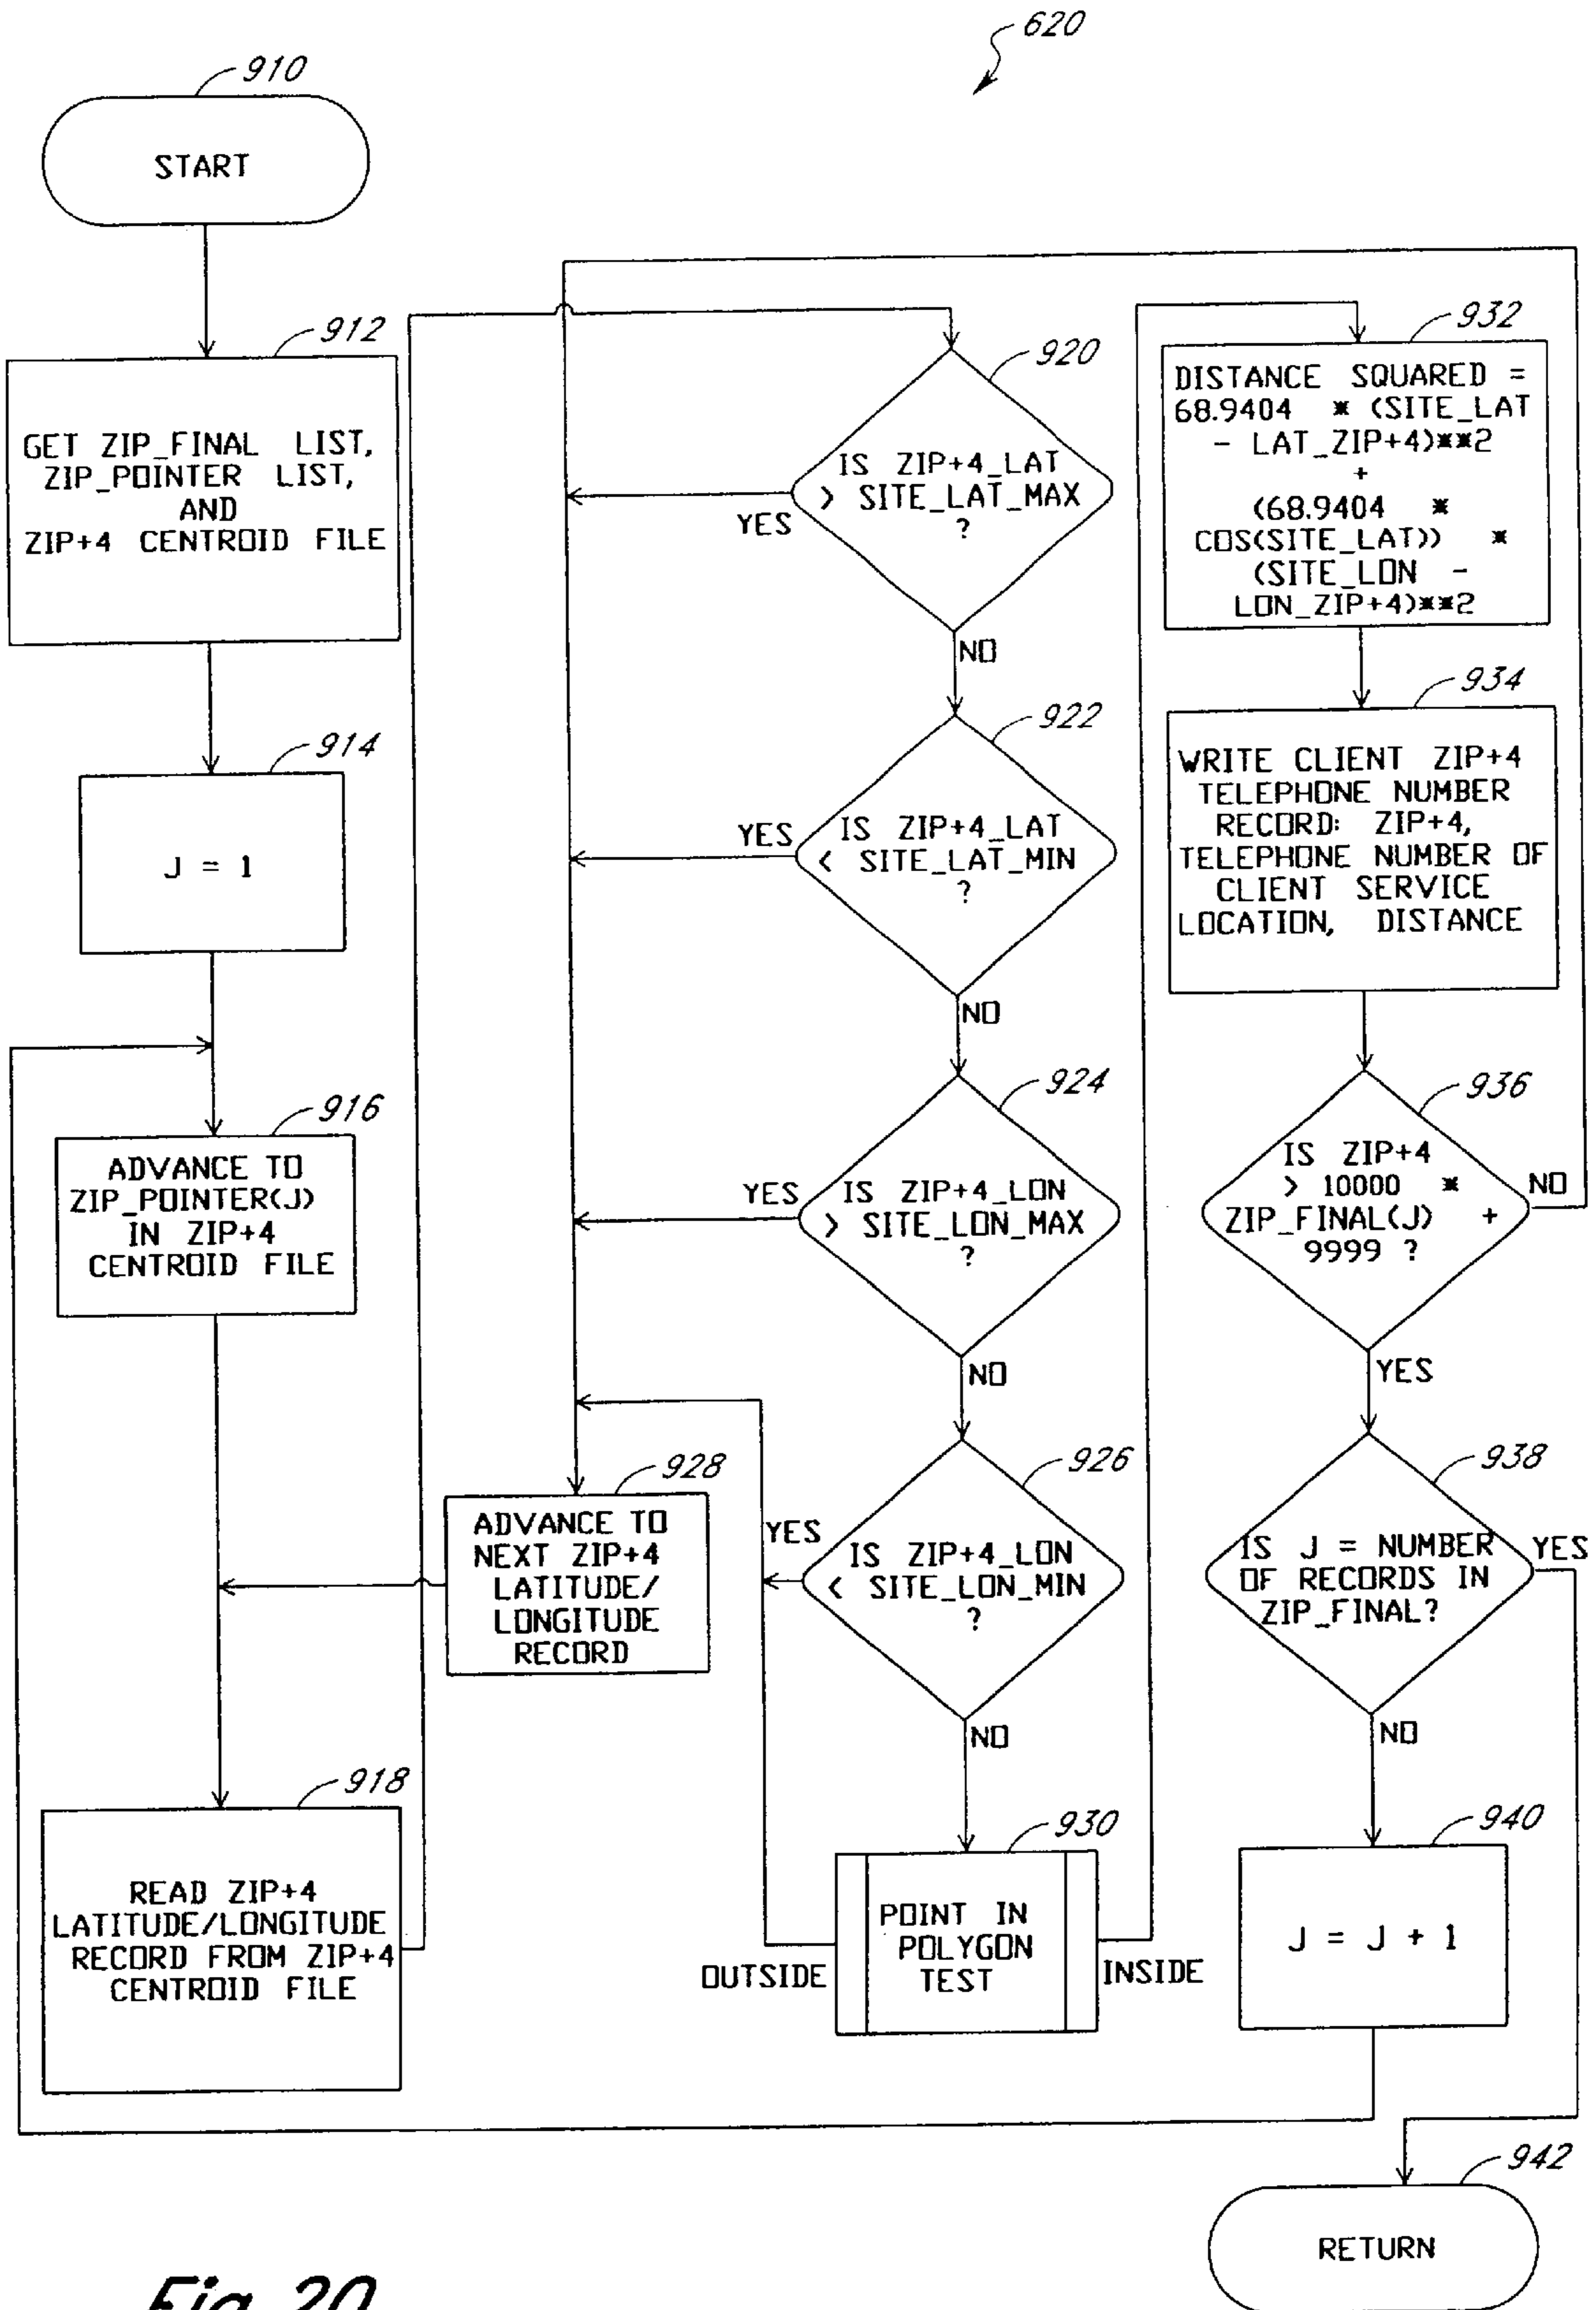 620
910
START
912
GET ZIP_FINAL LIST,
ZIP_POINTER LIST,
AND
ZIP+4 CENTROID FILE
914
J = 1
916
ADVANCE TO
ZIP_POINTER(J)
IN ZIP+4
CENTROID FILE
918
READ ZIP+4
LATITUDE/LONGITUDE
RECORD FROM ZIP+4
CENTROID FILE
920
IS ZIP+4_LAT
> SITE_LAT_MAX
?
YES
NO
922
IS ZIP+4_LAT
< SITE_LAT_MIN
?
YES
NO
924
IS ZIP+4_LON
> SITE_LON_MAX
?
YES
NO
926
IS ZIP+4_LON
< SITE_LON_MIN
?
YES
NO
928
ADVANCE TO
NEXT ZIP+4
LATITUDE/
LONGITUDE
RECORD
930
POINT IN
POLYGON
TEST
OUTSIDE
INSIDE
932
DISTANCE SQUARED =
68.9404 * (SITE_LAT
- LAT_ZIP+4)**2
+
(68.9404 *
COS(SITE_LAT)) *
(SITE_LON -
LON_ZIP+4)**2
934
WRITE CLIENT ZIP+4
TELEPHONE NUMBER
RECORD: ZIP+4,
TELEPHONE NUMBER OF
CLIENT SERVICE
LOCATION, DISTANCE
936
IS ZIP+4
> 10000 *
ZIP_FINAL(J) +
9999 ?
NO
YES
938
IS J = NUMBER
OF RECORDS IN
ZIP_FINAL?
YES
NO
940
J = J + 1
942
RETURN
Fig. 20